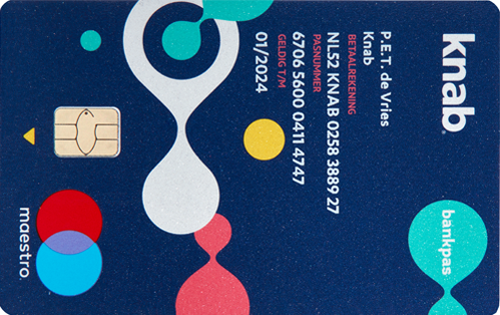 knab.
P.E.T. de Vries
Knab
BETAALREKENING
NL52 KNAB 0258 3889 27
PASNUMMER
6706 5600 0411 4747
GELDIG T/M
01/2024
bankpas
maestro.